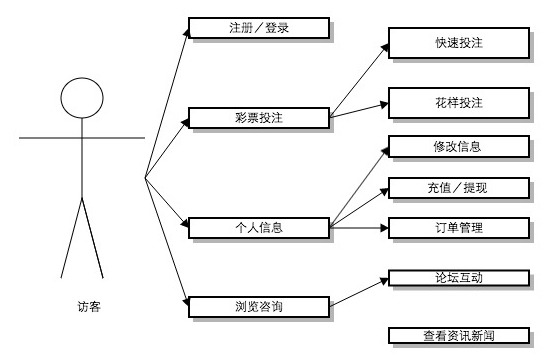 注册／登录
快速投注
彩票投注
花样投注
修改信息
充值／提现
个人信息
订单管理
论坛互动
浏览咨询
访客
查看资讯新闻